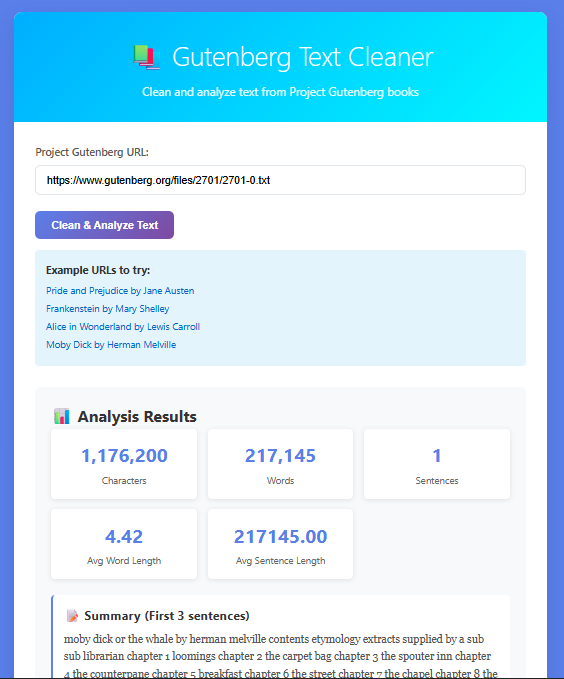 Gutenberg Text Cleaner
Clean and analyze text from Project Gutenberg books
Project Gutenberg URL:
https://www.gutenberg.org/files/2701/2701-0.txt
Clean & Analyze Text
Example URLs to try:
Pride and Prejudice by Jane Austen
Frankenstein by Mary Shelley
Alice in Wonderland by Lewis Carroll
Moby Dick by Herman Melville
Analysis Results
1,176,200
Characters
217,145
Words
1
Sentences
4.42
Avg Word Length
217145.00
Avg Sentence Length
Summary (First 3 sentences)
moby dick or the whale by herman melville contents etymology extracts supplied by a sub
sub librarian chapter 1 loomings chapter 2 the carpet bag chapter 3 the spouter inn chapter
4 the counterpane chapter 5 breakfast chapter 6 the street chapter 7 the chapel chapter 8 the